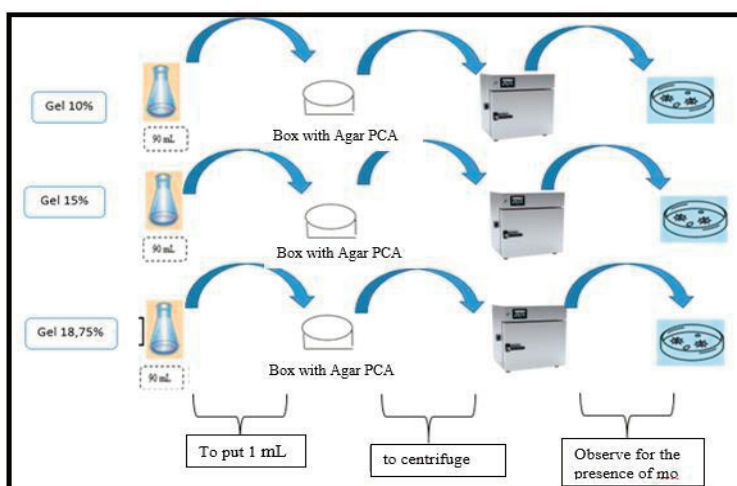 Gel 10%
90 mL
Box with Agar PCA
Gel 15%
90 mL
Box with Agar PCA
Gel 18,75%
90 mL
Box with Agar PCA
To put 1 mL
to centrifuge
Observe for the
presence of mo